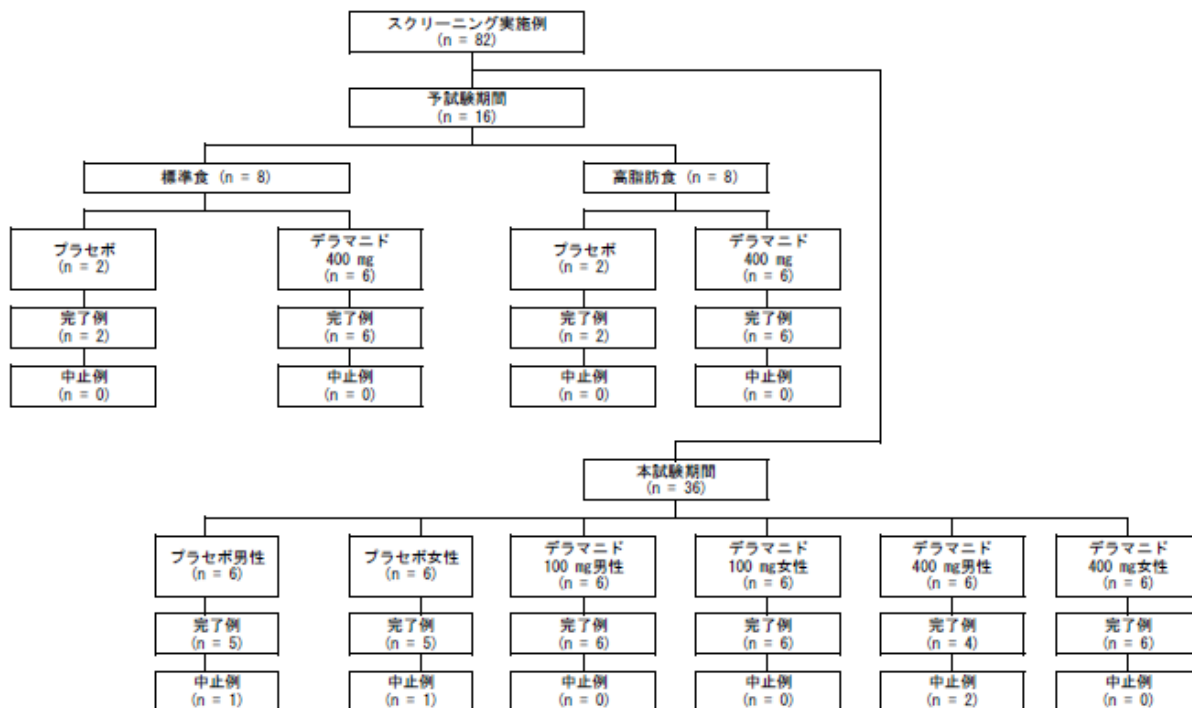 スクリーニング実施例
(n = 82)
予試験期間
(n = 16)
標準食 (n = 8)
高脂肪食 (n = 8)
プラセボ
(n = 2)
デラマニド
400 mg
(n = 6)
プラセボ
(n = 2)
デラマニド
400 mg
(n = 6)
完了例
(n = 2)
完了例
(n = 6)
完了例
(n = 2)
完了例
(n = 6)
中止例
(n = 0)
中止例
(n = 0)
中止例
(n = 0)
中止例
(n = 0)
本試験期間
(n = 36)
プラセボ男性
(n = 6)
プラセボ女性
(n = 6)
デラマニド
100 mg男性
(n = 6)
デラマニド
100 mg女性
(n = 6)
デラマニド
400 mg男性
(n = 6)
デラマニド
400 mg女性
(n = 6)
完了例
(n = 5)
完了例
(n = 5)
完了例
(n = 6)
完了例
(n = 6)
完了例
(n = 4)
完了例
(n = 6)
中止例
(n = 1)
中止例
(n = 1)
中止例
(n = 0)
中止例
(n = 0)
中止例
(n = 2)
中止例
(n = 0)